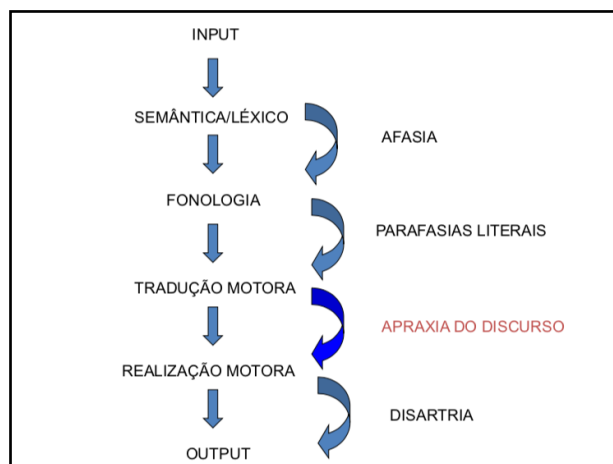 INPUT
SEMÂNTICA/LÉXICO
AFASIA
FONOLOGIA
PARAFASIAS LITERAIS
TRADUÇÃO MOTORA
APRAXIA DO DISCURSO
REALIZAÇÃO MOTORA
DISARTRIA
OUTPUT